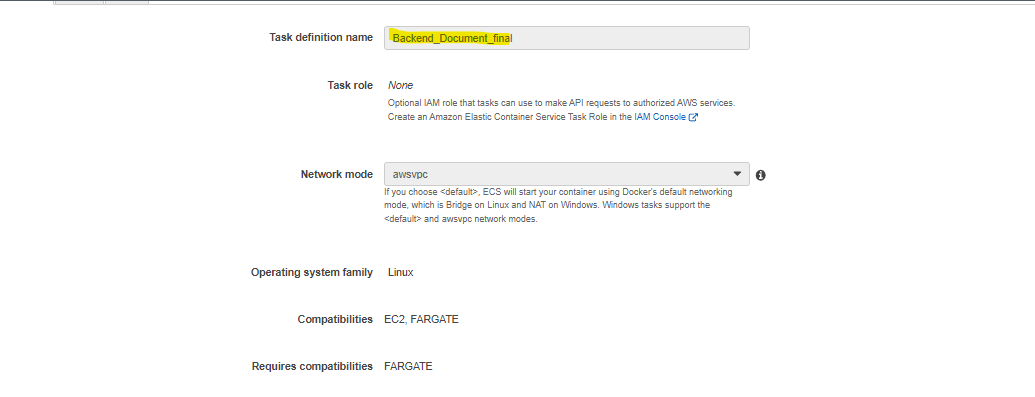 Task definition name Backend_Document_final
Task role None
Optional IAM role that tasks can use to make API requests to authorized AWS services.
Create an Amazon Elastic Container Service Task Role in the IAM Console
Network mode awsvpc
If you choose <default>, ECS will start your container using Docker's default networking
mode, which is Bridge on Linux and NAT on Windows. Windows tasks support the
<default> and awsvpc network modes.
Operating system family Linux
Compatibilities EC2, FARGATE
Requires compatibilities FARGATE